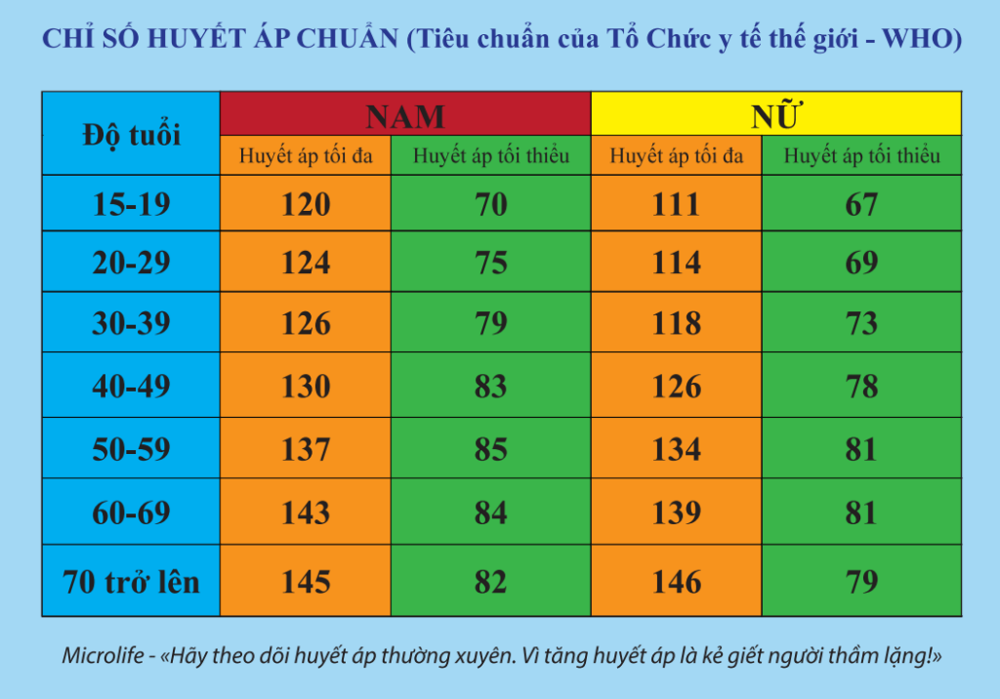 CHỈ SỐ HUYẾT ÁP CHUẨN (Tiêu chuẩn của Tổ Chức y tế thế giới - WHO)
Độ tuổi NAM NỮ
Huyết áp tối đa Huyết áp tối thiểu Huyết áp tối đa Huyết áp tối thiểu
15-19 120 70 111 67
20-29 124 75 114 69
30-39 126 79 118 73
40-49 130 83 126 78
50-59 137 85 134 81
60-69 143 84 139 81
70 trở lên 145 82 146 79
Microlife - «Hãy theo dõi huyết áp thường xuyên. Vì tăng huyết áp là kẻ giết người thầm lặng!»